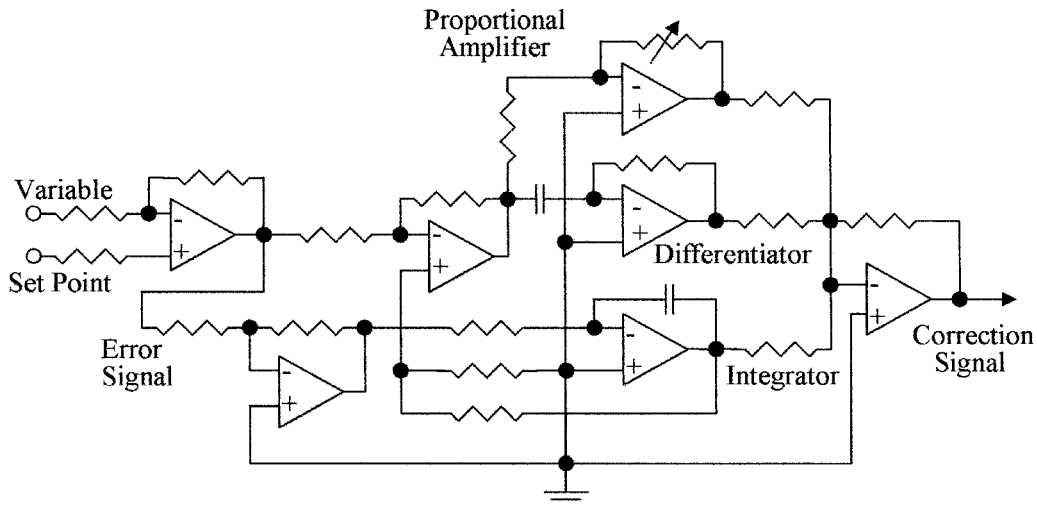 Proportional
Amplifier
Variable
Set Point
Error
Signal
Differentiator
Integrator
Correction
Signal
- +
- +
- +
- +
- +
- +
- +